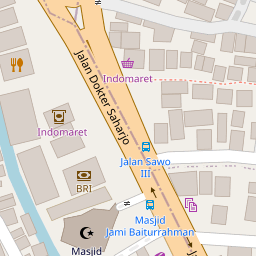 Jalan Dokter Saharjo
Indomaret
Indomaret
Jalan Sawo
III
BRI
Masjid
Jami Baiturrahman
Masjid